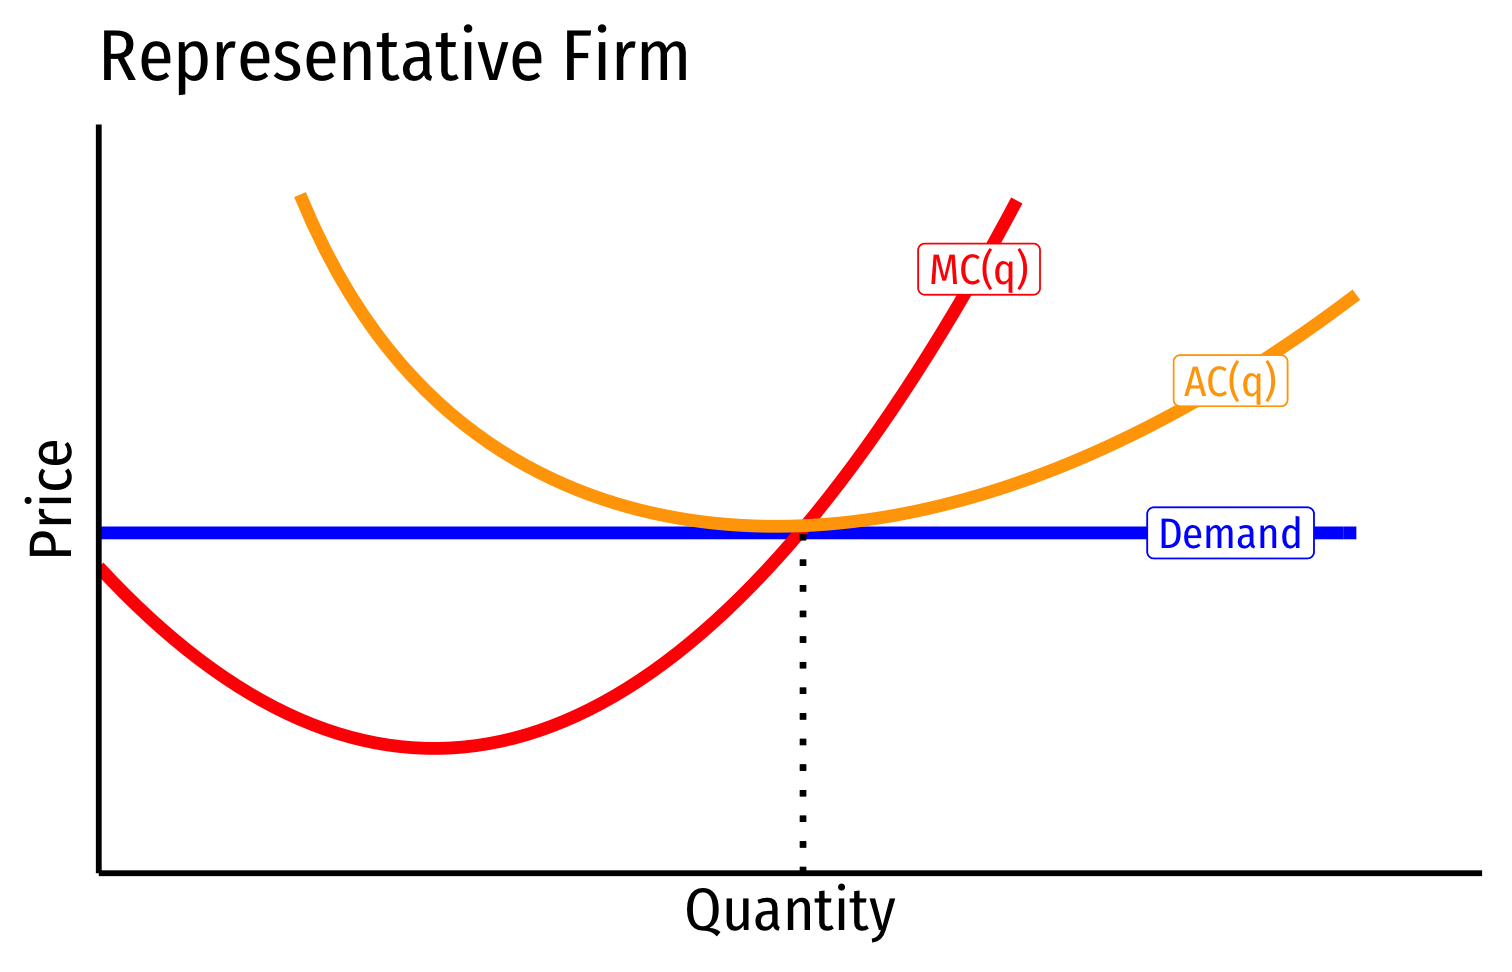 Representative Firm
MC(q)
AC(q)
Demand
Price
Quantity